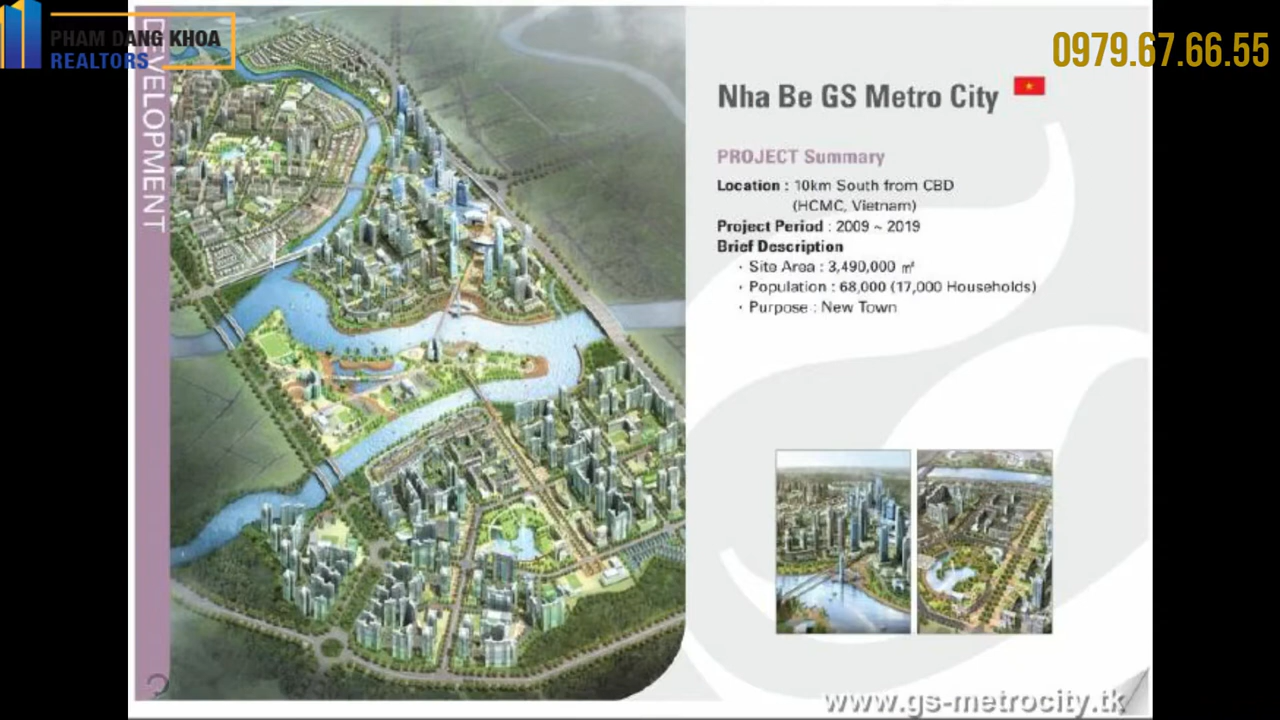 PHAM DANG KHOA
REALTORS
0979.67.66.55
DEVELOPMENT
Nha Be GS Metro City
PROJECT Summary
Location : 10km South from CBD
(HCMC, Vietnam)
Project Period : 2009 ~ 2019
Brief Description
· Site Area : 3,490,000 ㎡
· Population : 68,000 (17,000 Households)
· Purpose : New Town
www.gs-metrocity.tk